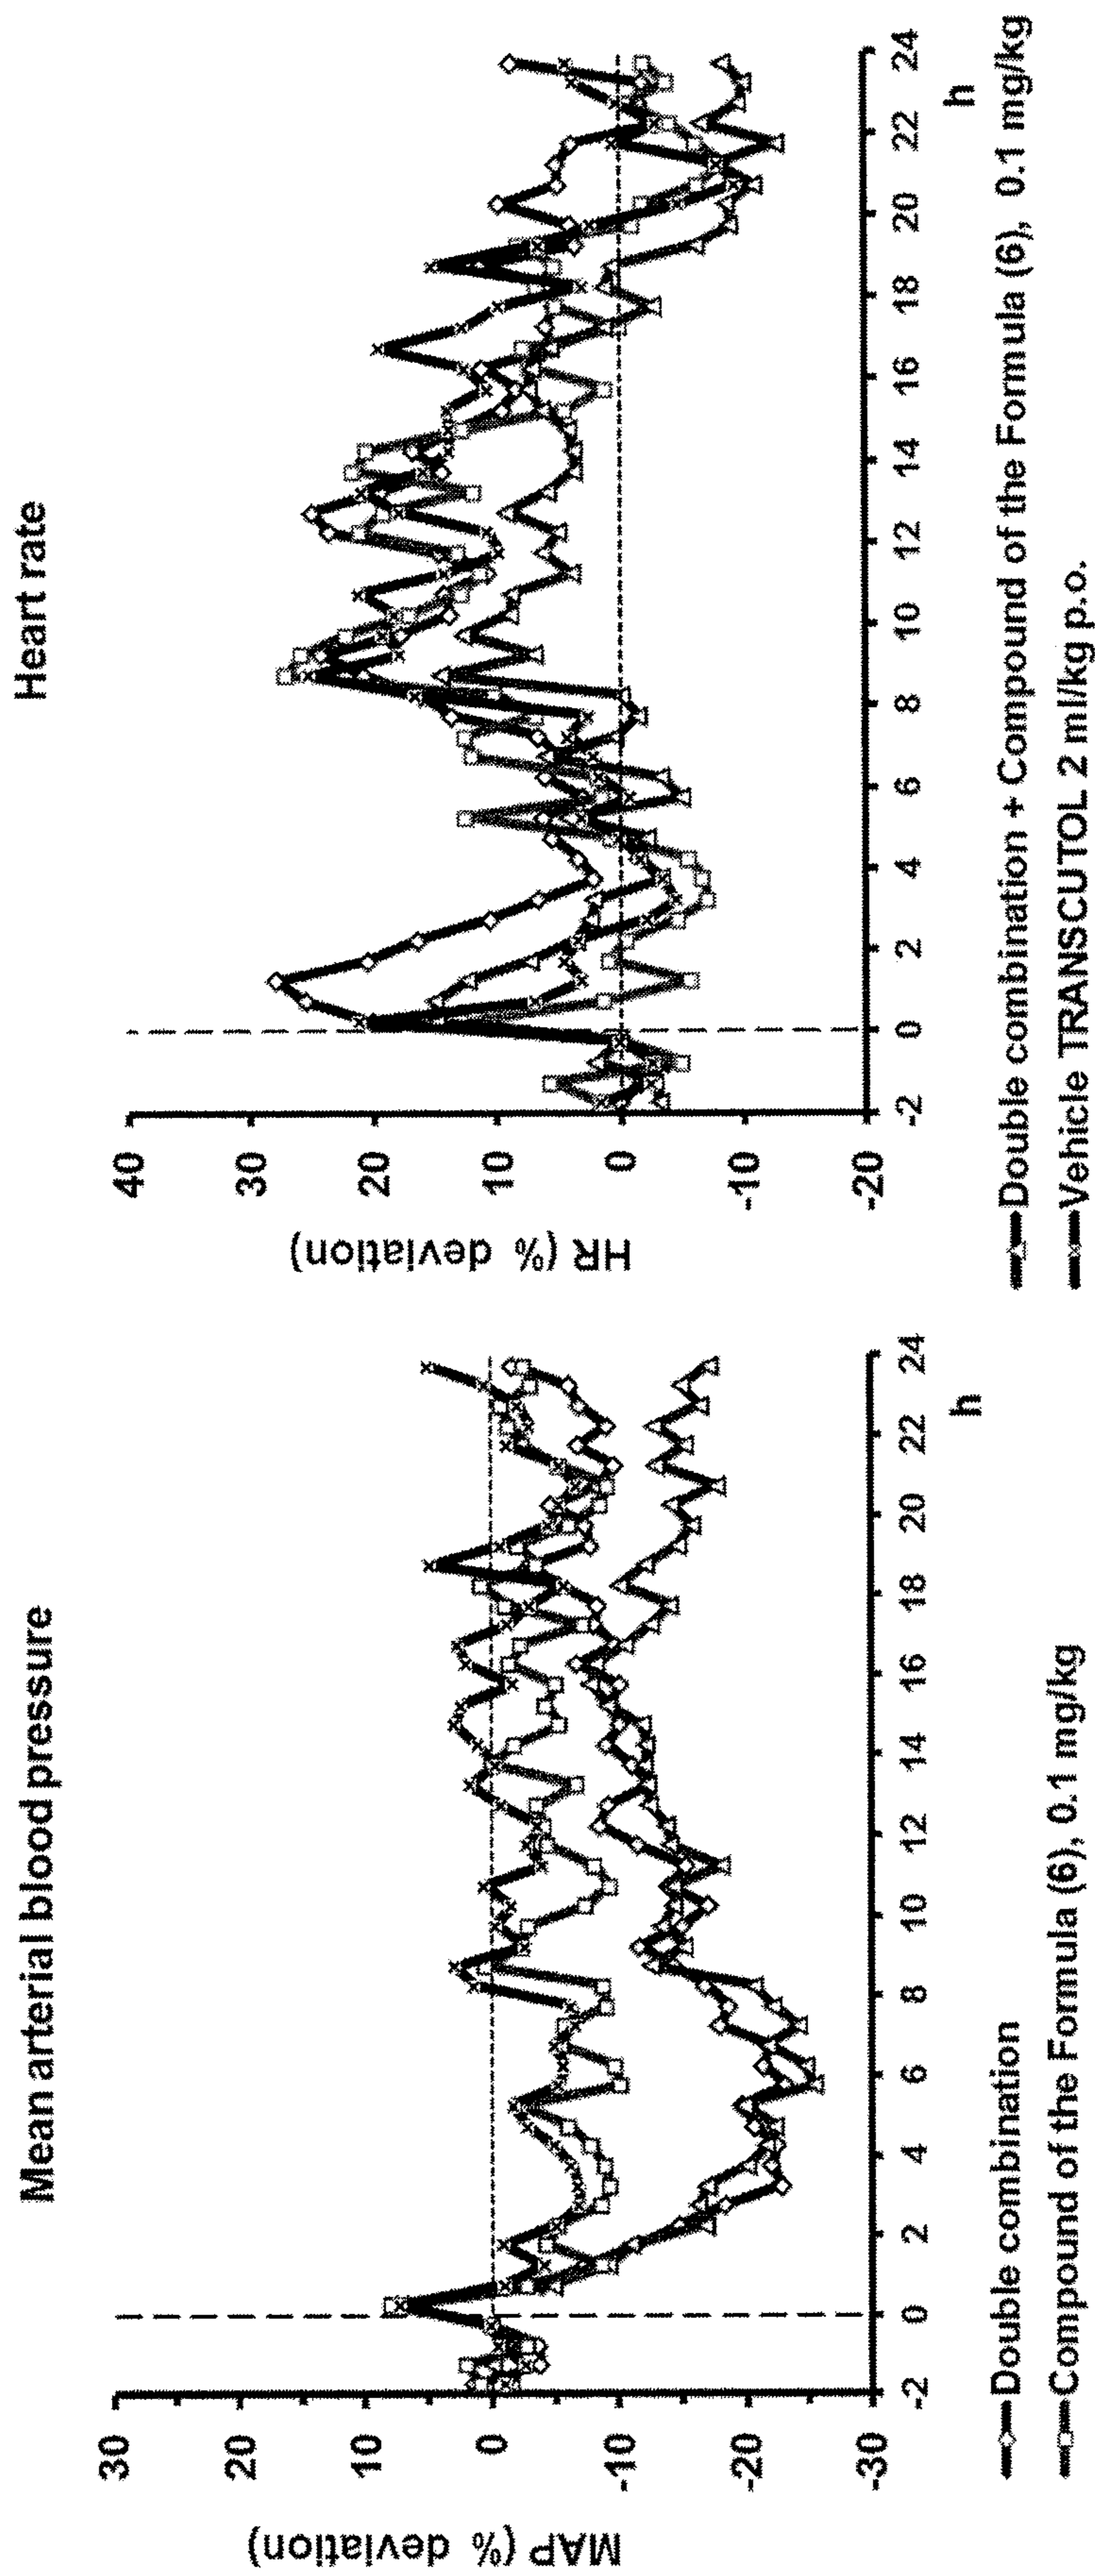 Mean arterial blood pressure
MAP (% deviation)
30
20
10
0
-10
-20
-30
-2 0 2 4 6 8 10 12 14 16 18 20 22 24
h
Heart rate
HR (% deviation)
40
30
20
10
0
-10
-20
-2 0 2 4 6 8 10 12 14 16 18 20 22 24
h
Double combination
Compound of the Formula (6), 0.1 mg/kg
Double combination + Compound of the Formula (6), 0.1 mg/kg
Vehicle TRANSCUTOL 2 ml/kg p.o.